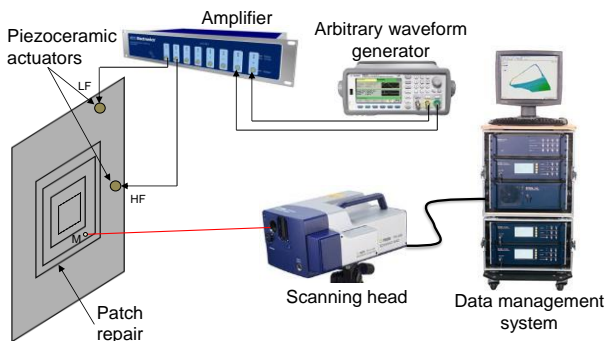 Amplifier
Piezoceramic
actuators
Arbitrary waveform
generator
LF
HF
M
Scanning head
Data management
system
Patch
repair